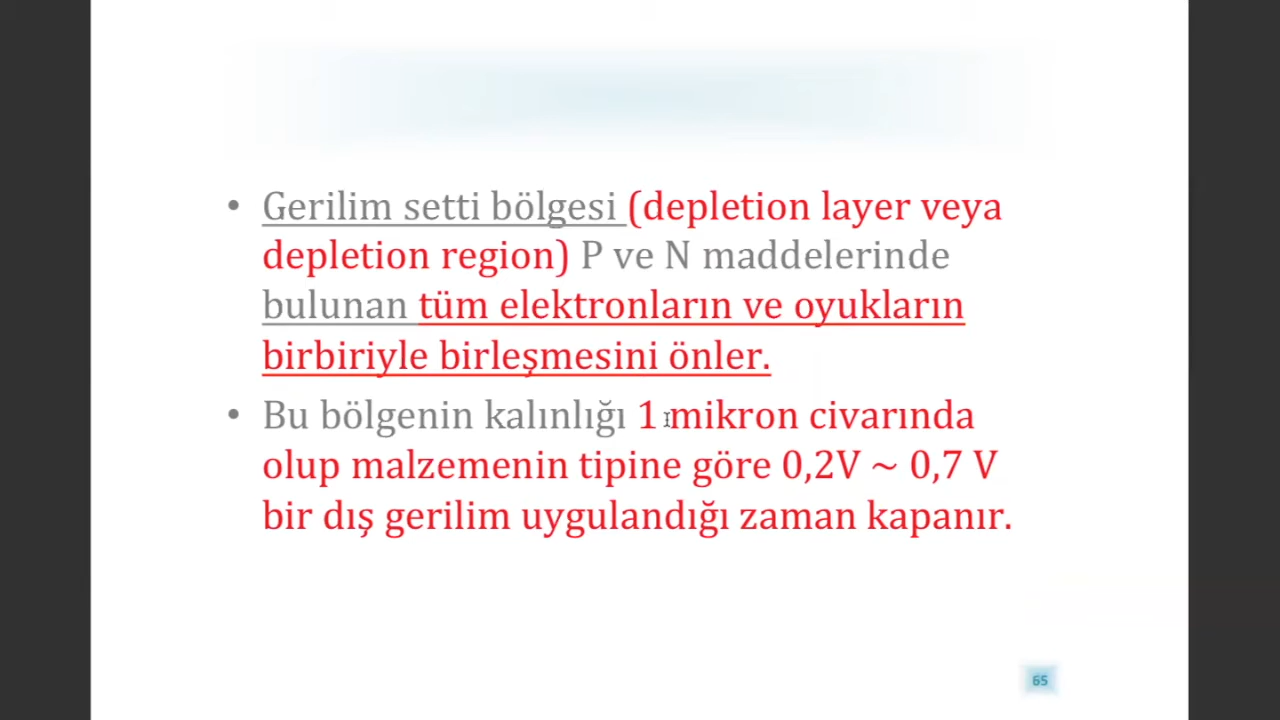 • Gerilim setti bölgesi (depletion layer veya
depletion region) P ve N maddelerinde
bulunan tüm elektronların ve oyukların
birbiriyle birleşmesini önler.
• Bu bölgenin kalınlığı 1 mikron civarında
olup malzemenin tipine göre 0,2V ~ 0,7 V
bir dış gerilim uygulandığı zaman kapanır.
65